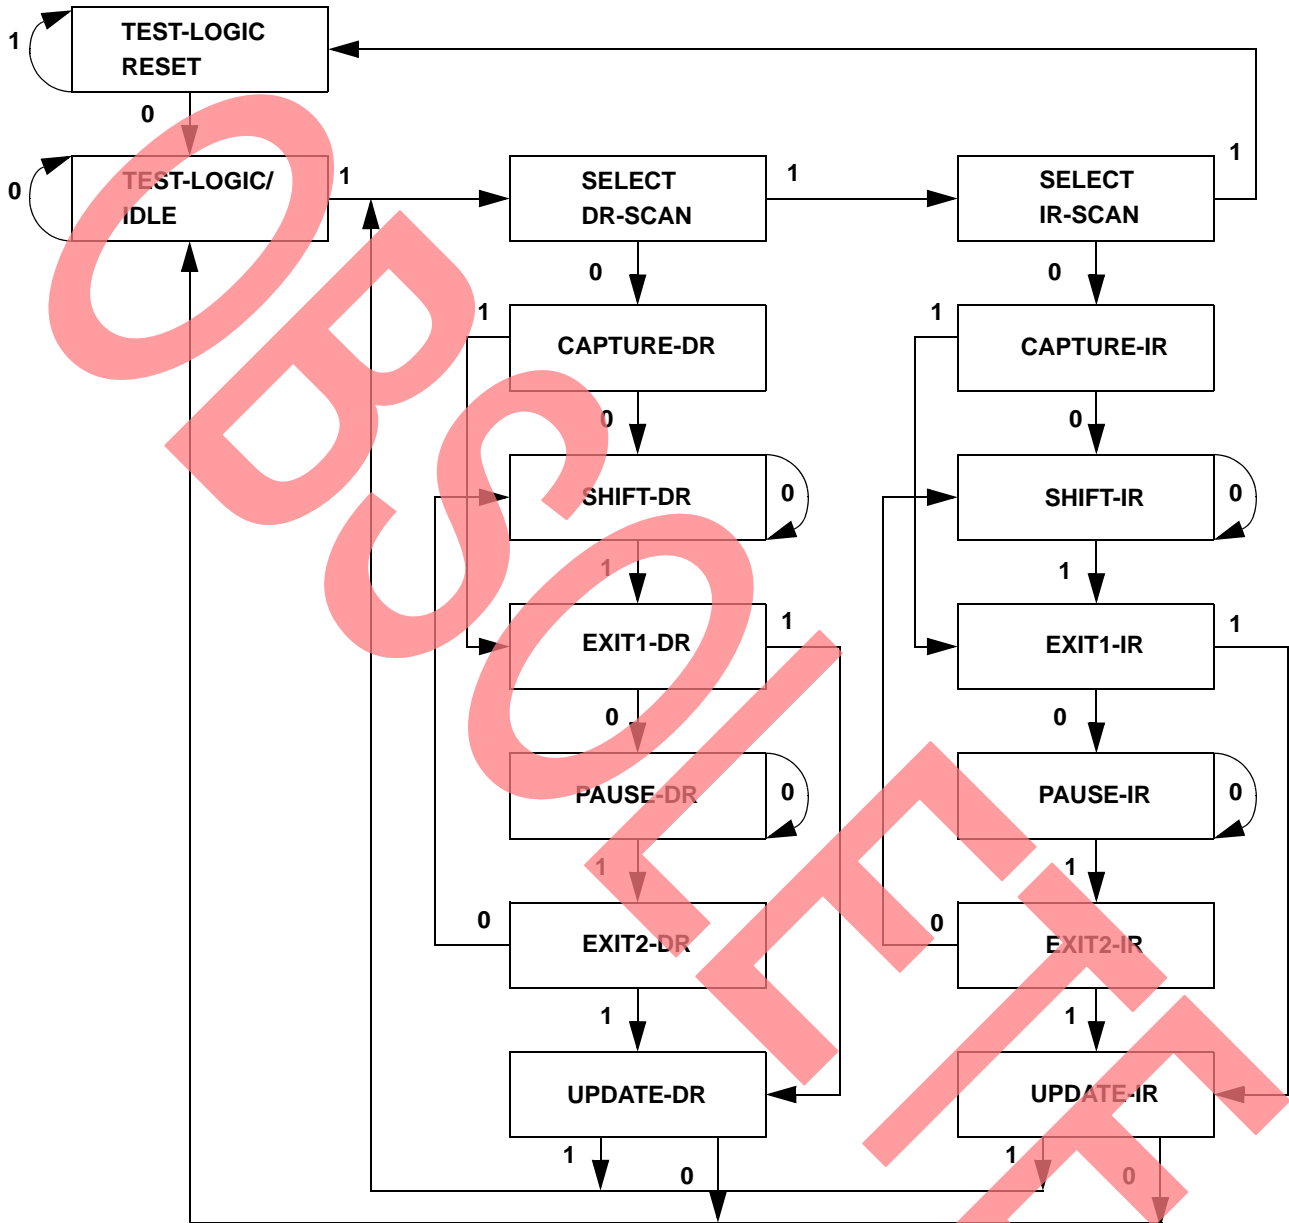 TEST-LOGIC
RESET
1
0
TEST-LOGIC/
IDLE
0
1
SELECT
DR-SCAN
1
SELECT
IR-SCAN
1
0
0
CAPTURE-DR
1
CAPTURE-IR
1
0
0
SHIFT-DR
0
SHIFT-IR
0
1
1
EXIT1-DR
1
EXIT1-IR
1
0
0
PAUSE-DR
0
PAUSE-IR
0
1
1
EXIT2-DR
0
EXIT2-IR
0
1
1
UPDATE-DR
UPDATE-IR
1
0
1
0
OBSOLETE